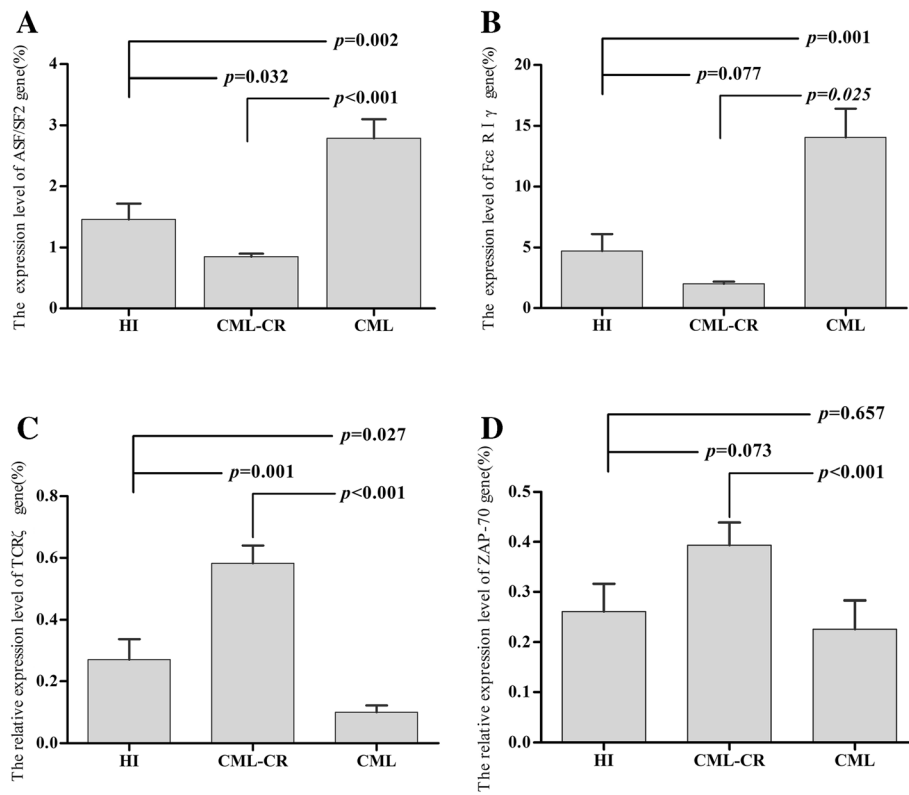 A
The expression level of ASF/SF2 gene(%)
p=0.002
p=0.032
p<0.001
4
3
2
1
0
HI
CML-CR
CML
B
The expression level of Fcε R Ⅰ γ gene(%)
p=0.001
p=0.077
p=0.025
20
15
10
5
0
HI
CML-CR
CML
C
The relative expression level of TCRζ gene(%)
p=0.027
p=0.001
p<0.001
0.8
0.6
0.4
0.2
0.0
HI
CML-CR
CML
D
The relative expression level of ZAP-70 gene(%)
p=0.657
p=0.073
p<0.001
0.5
0.4
0.3
0.2
0.1
0.0
HI
CML-CR
CML